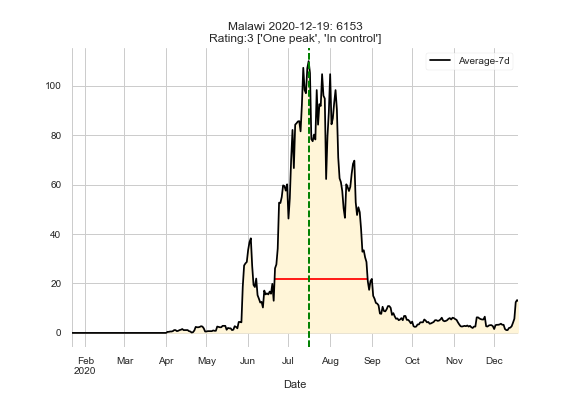 Malawi 2020-12-19: 6153
Rating:3 ['One peak', 'In control']
Average-7d
100
80
60
40
20
0
Feb Mar Apr May Jun Jul Aug Sep Oct Nov Dec
2020
Date